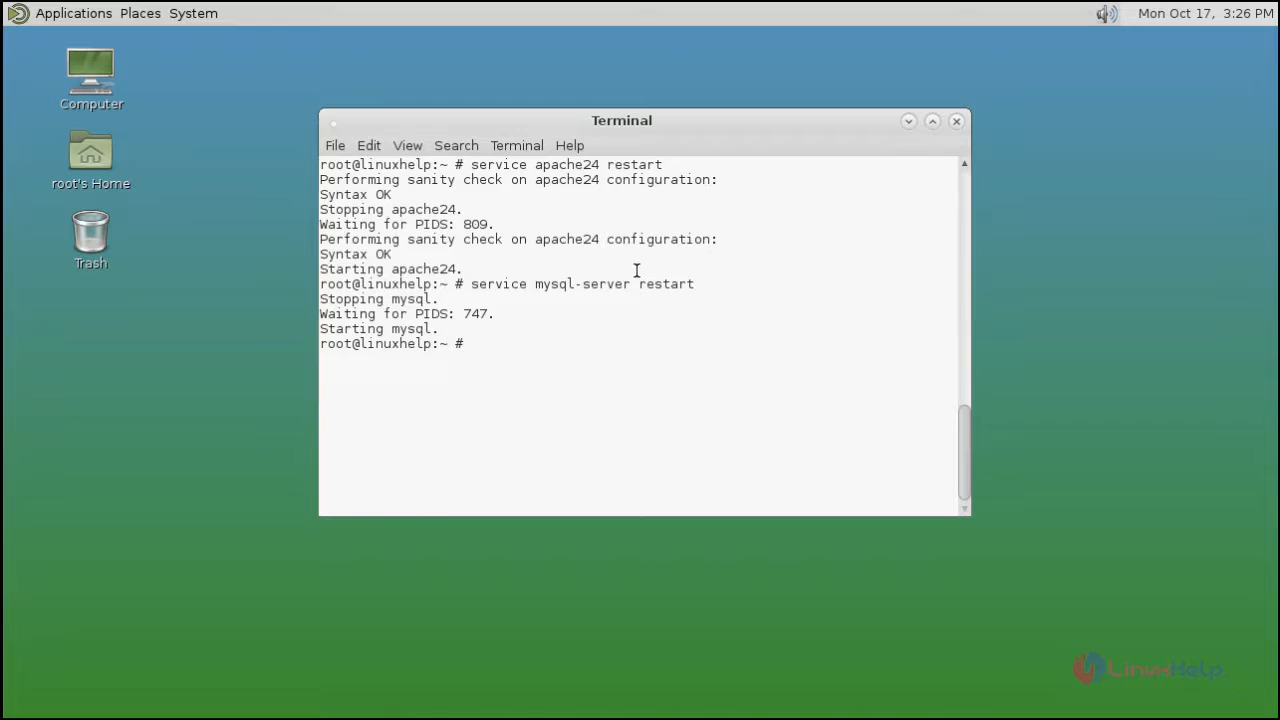 Applications Places System
Mon Oct 17, 3:26 PM
Computer
root's Home
Trash
Terminal
File Edit View Search Terminal Help
root@linuxhelp:~ # service apache24 restart
Performing sanity check on apache24 configuration:
Syntax OK
Stopping apache24.
Waiting for PIDS: 809.
Performing sanity check on apache24 configuration:
Syntax OK
Starting apache24.
root@linuxhelp:~ # service mysql-server restart
Stopping mysql.
Waiting for PIDS: 747.
Starting mysql.
root@linuxhelp:~ #
LinuxHelp